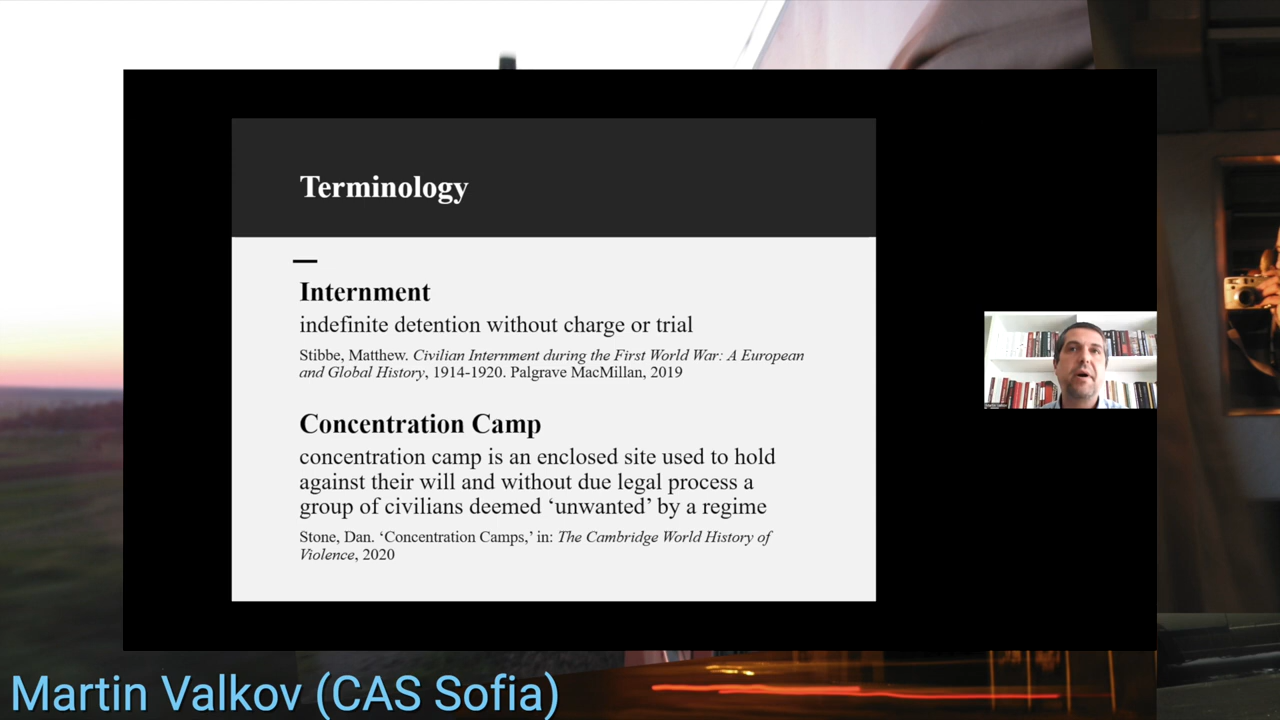 Terminology
Internment
indefinite detention without charge or trial
Stibbe, Matthew. Civilian Internment during the First World War: A European
and Global History, 1914-1920. Palgrave MacMillan, 2019
Concentration Camp
concentration camp is an enclosed site used to hold
against their will and without due legal process a
group of civilians deemed ‘unwanted’ by a regime
Stone, Dan. ‘Concentration Camps,’ in: The Cambridge World History of
Violence, 2020
Martin Valkov (CAS Sofia)